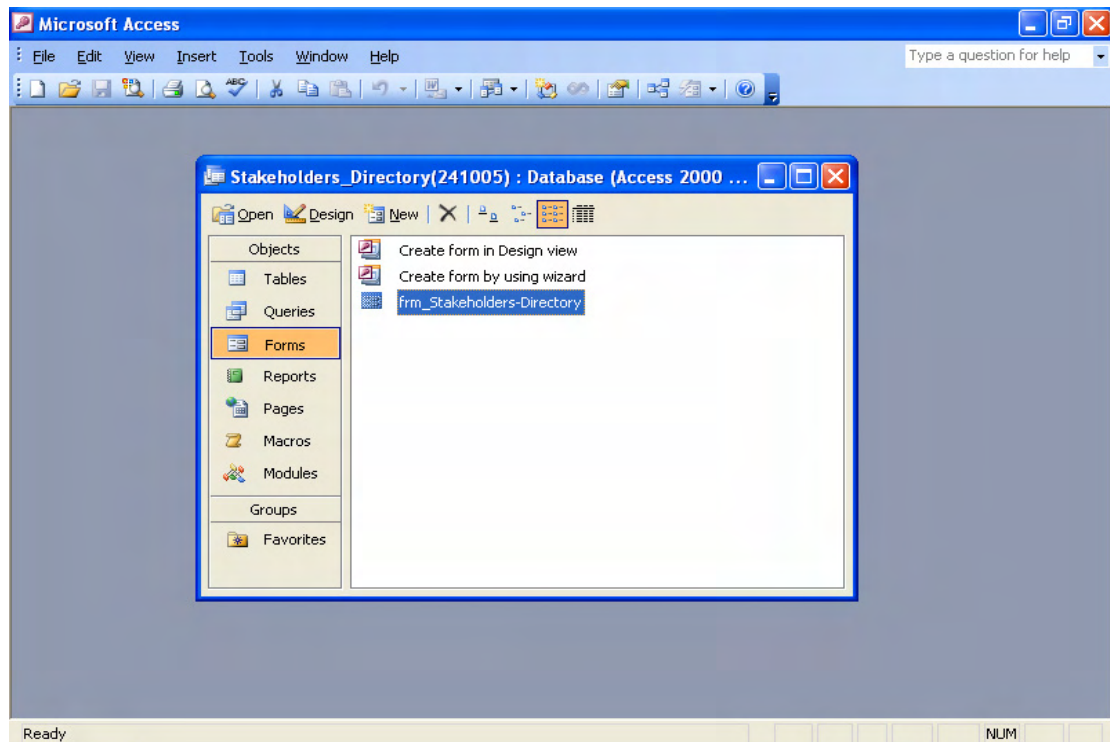 Microsoft Access
File Edit View Insert Tools Window Help Type a question for help
ABC
Stakeholders_Directory(241005) : Database (Access 2000 ...
Open Design New
Objects
Tables
Queries
Forms
Reports
Pages
Macros
Modules
Groups
Favorites
Create form in Design view
Create form by using wizard
frm_Stakeholders-Directory
Ready NUM